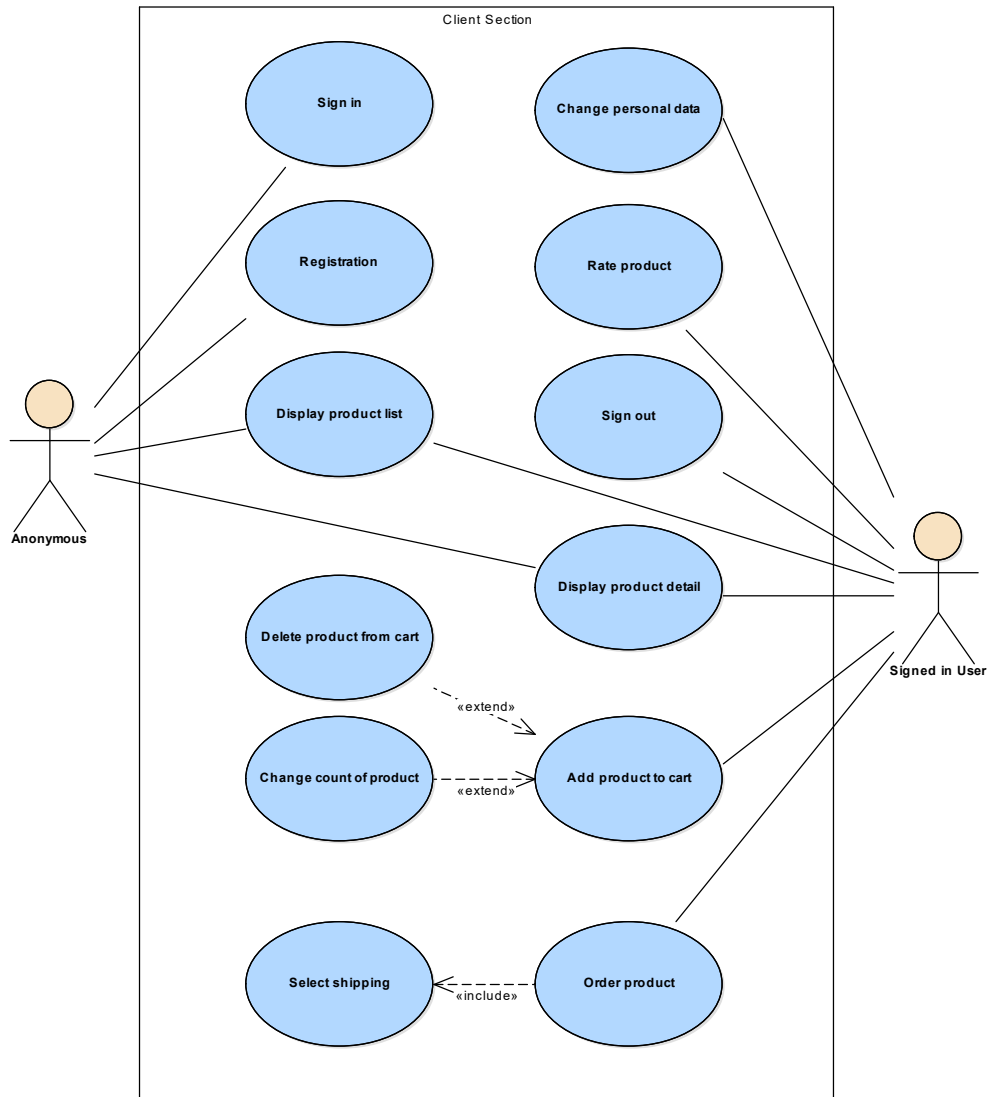 Client Section
Sign in
Change personal data
Registration
Rate product
Display product list
Sign out
Anonymous
Display product detail
Signed in User
Delete product from cart
«extend»
Change count of product
Add product to cart
«extend»
Select shipping
Order product
«include»